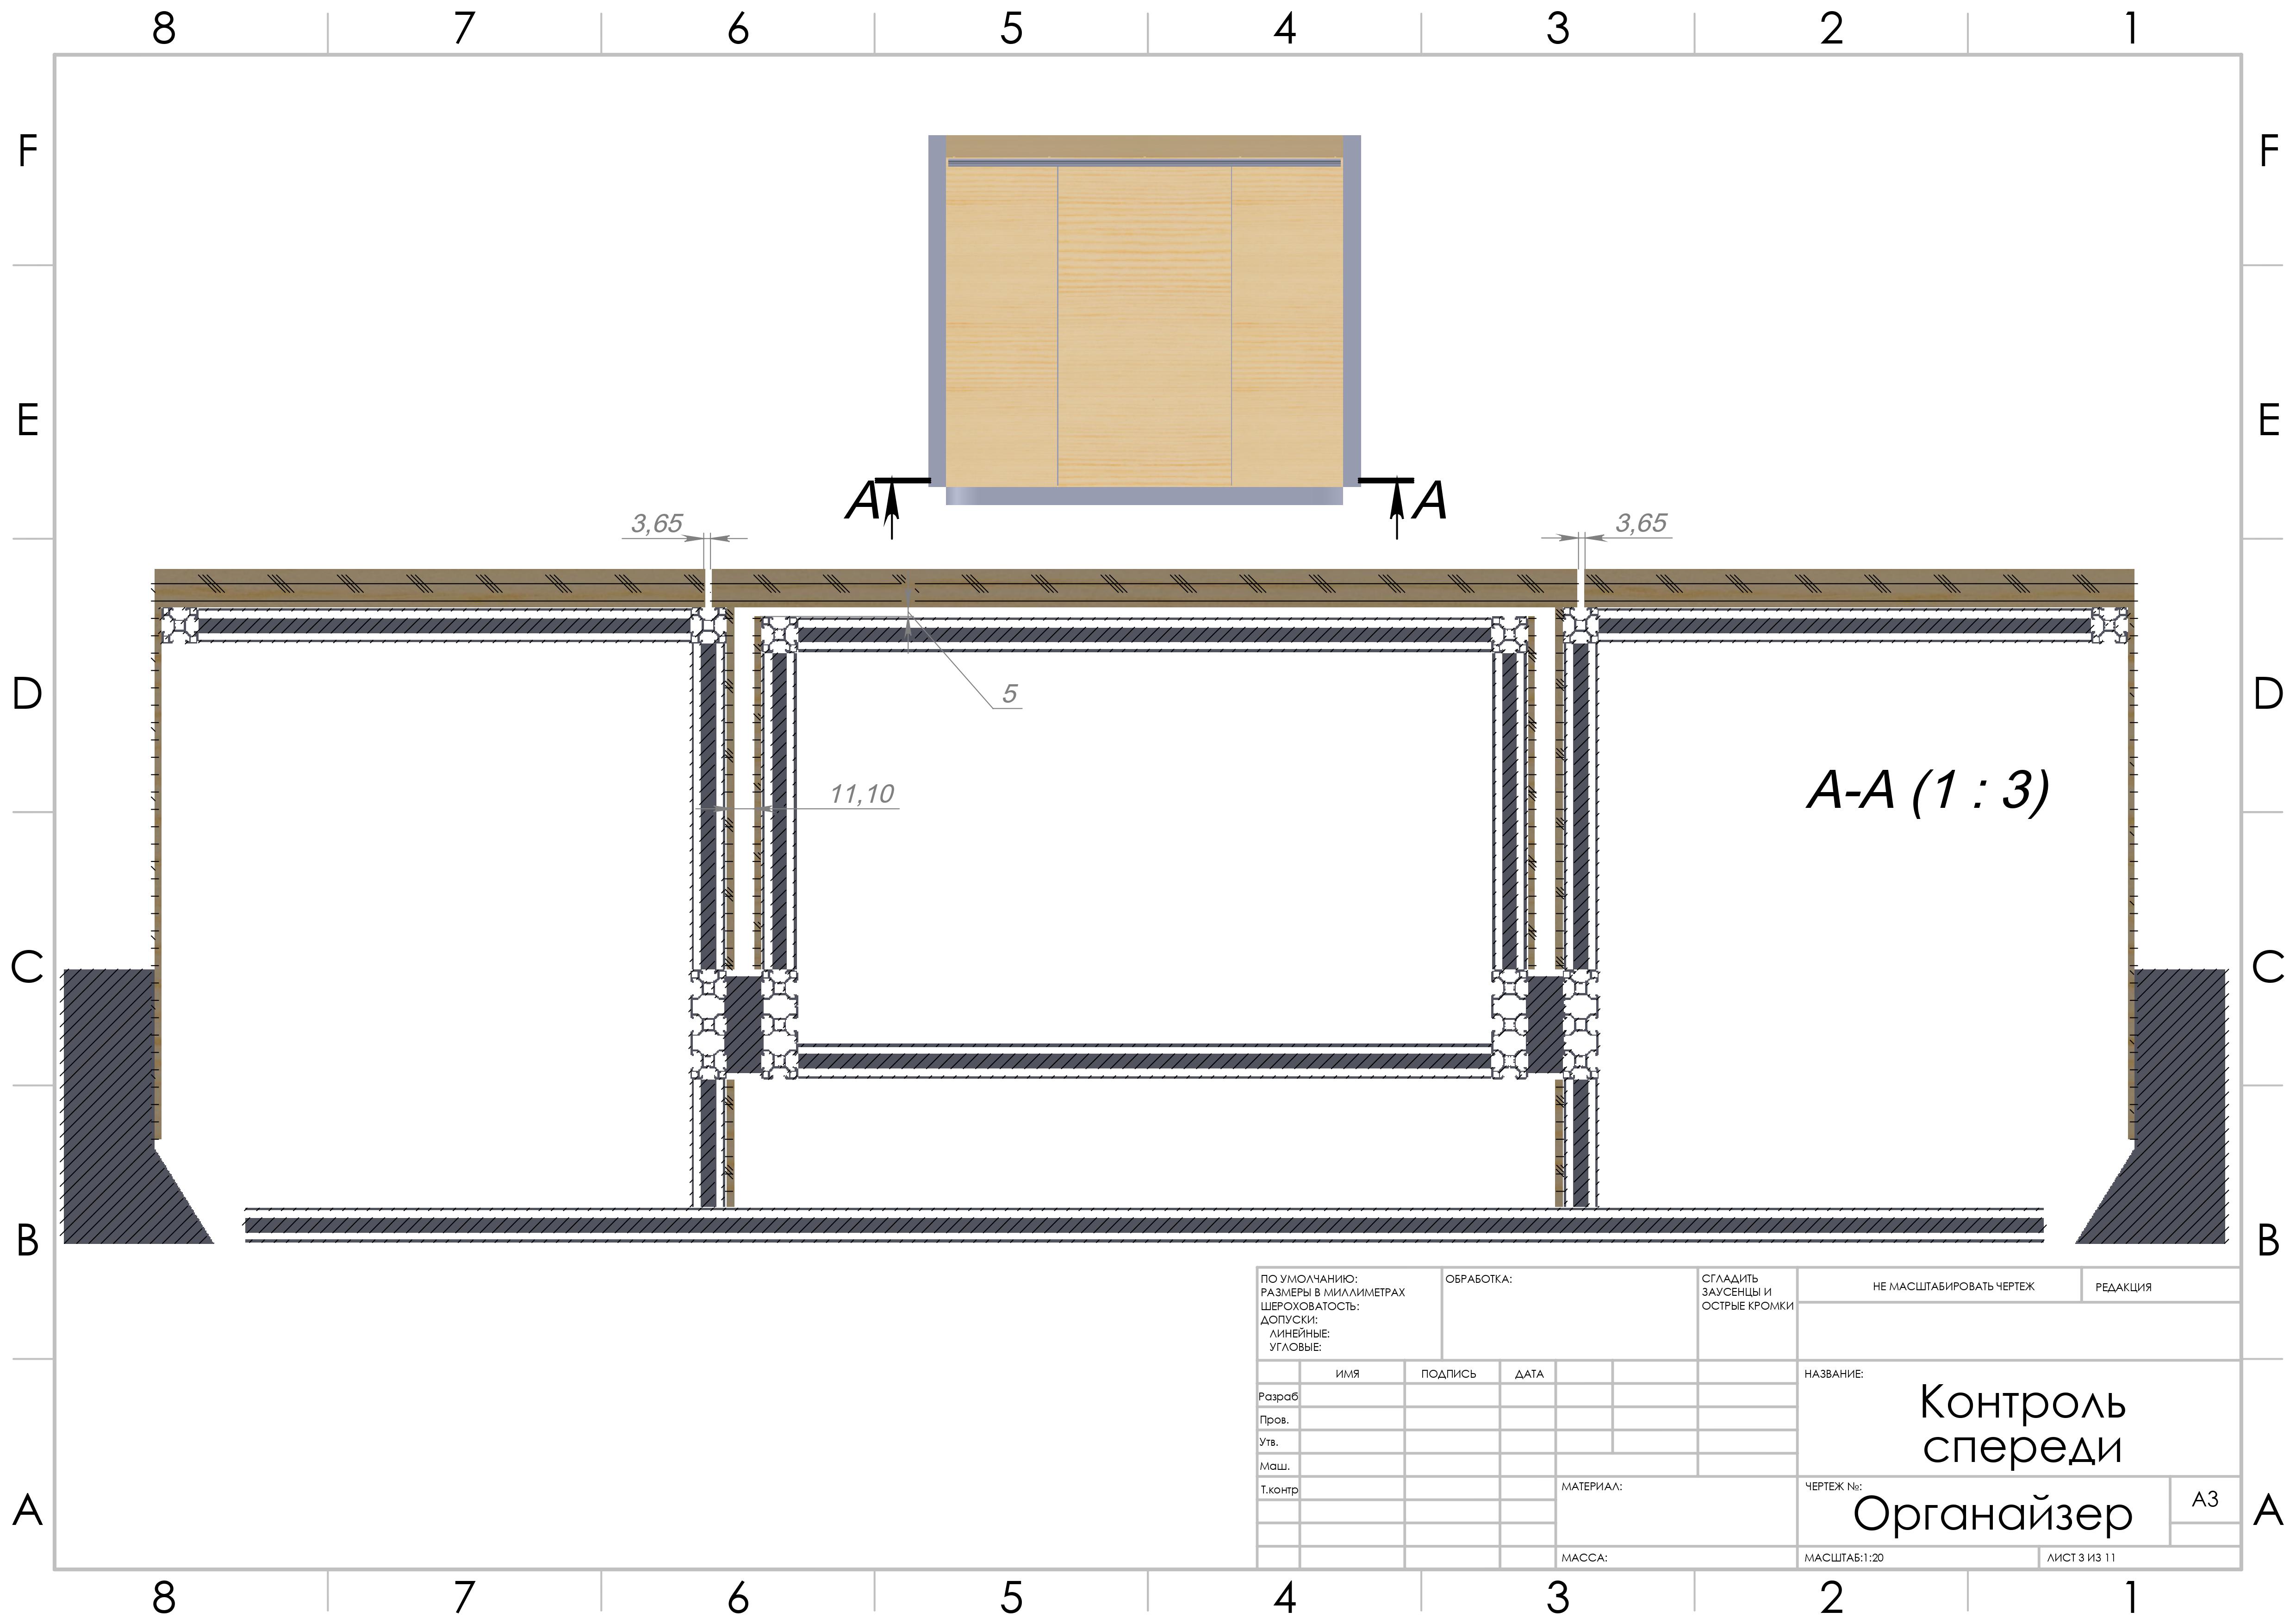 8 7 6 5 4 3 2 1
F F
E E
A A
3,65 3,65
D D
5
11,10
A-A (1 : 3)
C C
B B
ПО УМОЛЧАНИЮ:
РАЗМЕРЫ В МИЛЛИМЕТРАХ
ШЕРОХОВАТОСТЬ:
ДОПУСКИ:
ЛИНЕЙНЫЕ:
УГЛОВЫЕ:
ОБРАБОТКА:
СГЛАДИТЬ
ЗАУСЕНЦЫ И
ОСТРЫЕ КРОМКИ
НЕ МАСШТАБИРОВАТЬ ЧЕРТЕЖ
РЕДАКЦИЯ
ИМЯ ПОДПИСЬ ДАТА
Разраб
Пров.
Утв.
Маш.
Т.контр
НАЗВАНИЕ:
Контроль
спереди
МАТЕРИАЛ:
ЧЕРТЕЖ №:
Органайзер
A3
МАССА:
МАСШТАБ:1:20
ЛИСТ 3 ИЗ 11
A A
8 7 6 5 4 3 2 1